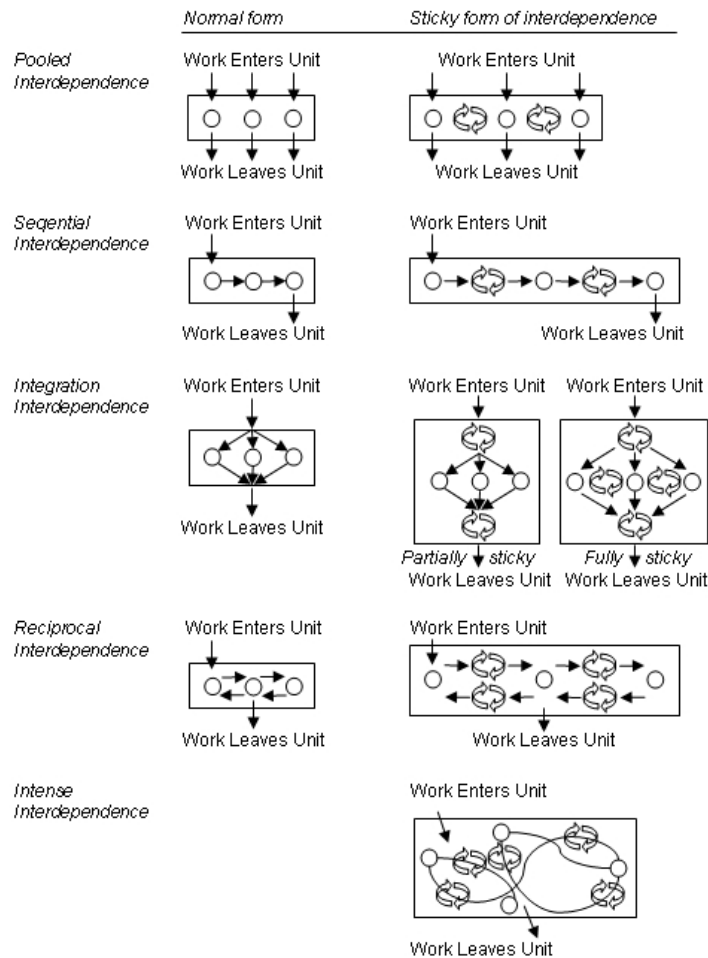 Normal form
Sticky form of interdependence
Pooled
Interdependence
Work Enters Unit
Work Enters Unit
Work Leaves Unit
Work Leaves Unit
Seqential
Interdependence
Work Enters Unit
Work Enters Unit
Work Leaves Unit
Work Leaves Unit
Integration
Interdependence
Work Enters Unit
Work Enters Unit
Work Enters Unit
Work Leaves Unit
Partially sticky
Fully sticky
Work Leaves Unit
Work Leaves Unit
Reciprocal
Interdependence
Work Enters Unit
Work Enters Unit
Work Leaves Unit
Work Leaves Unit
Intense
Interdependence
Work Enters Unit
Work Leaves Unit